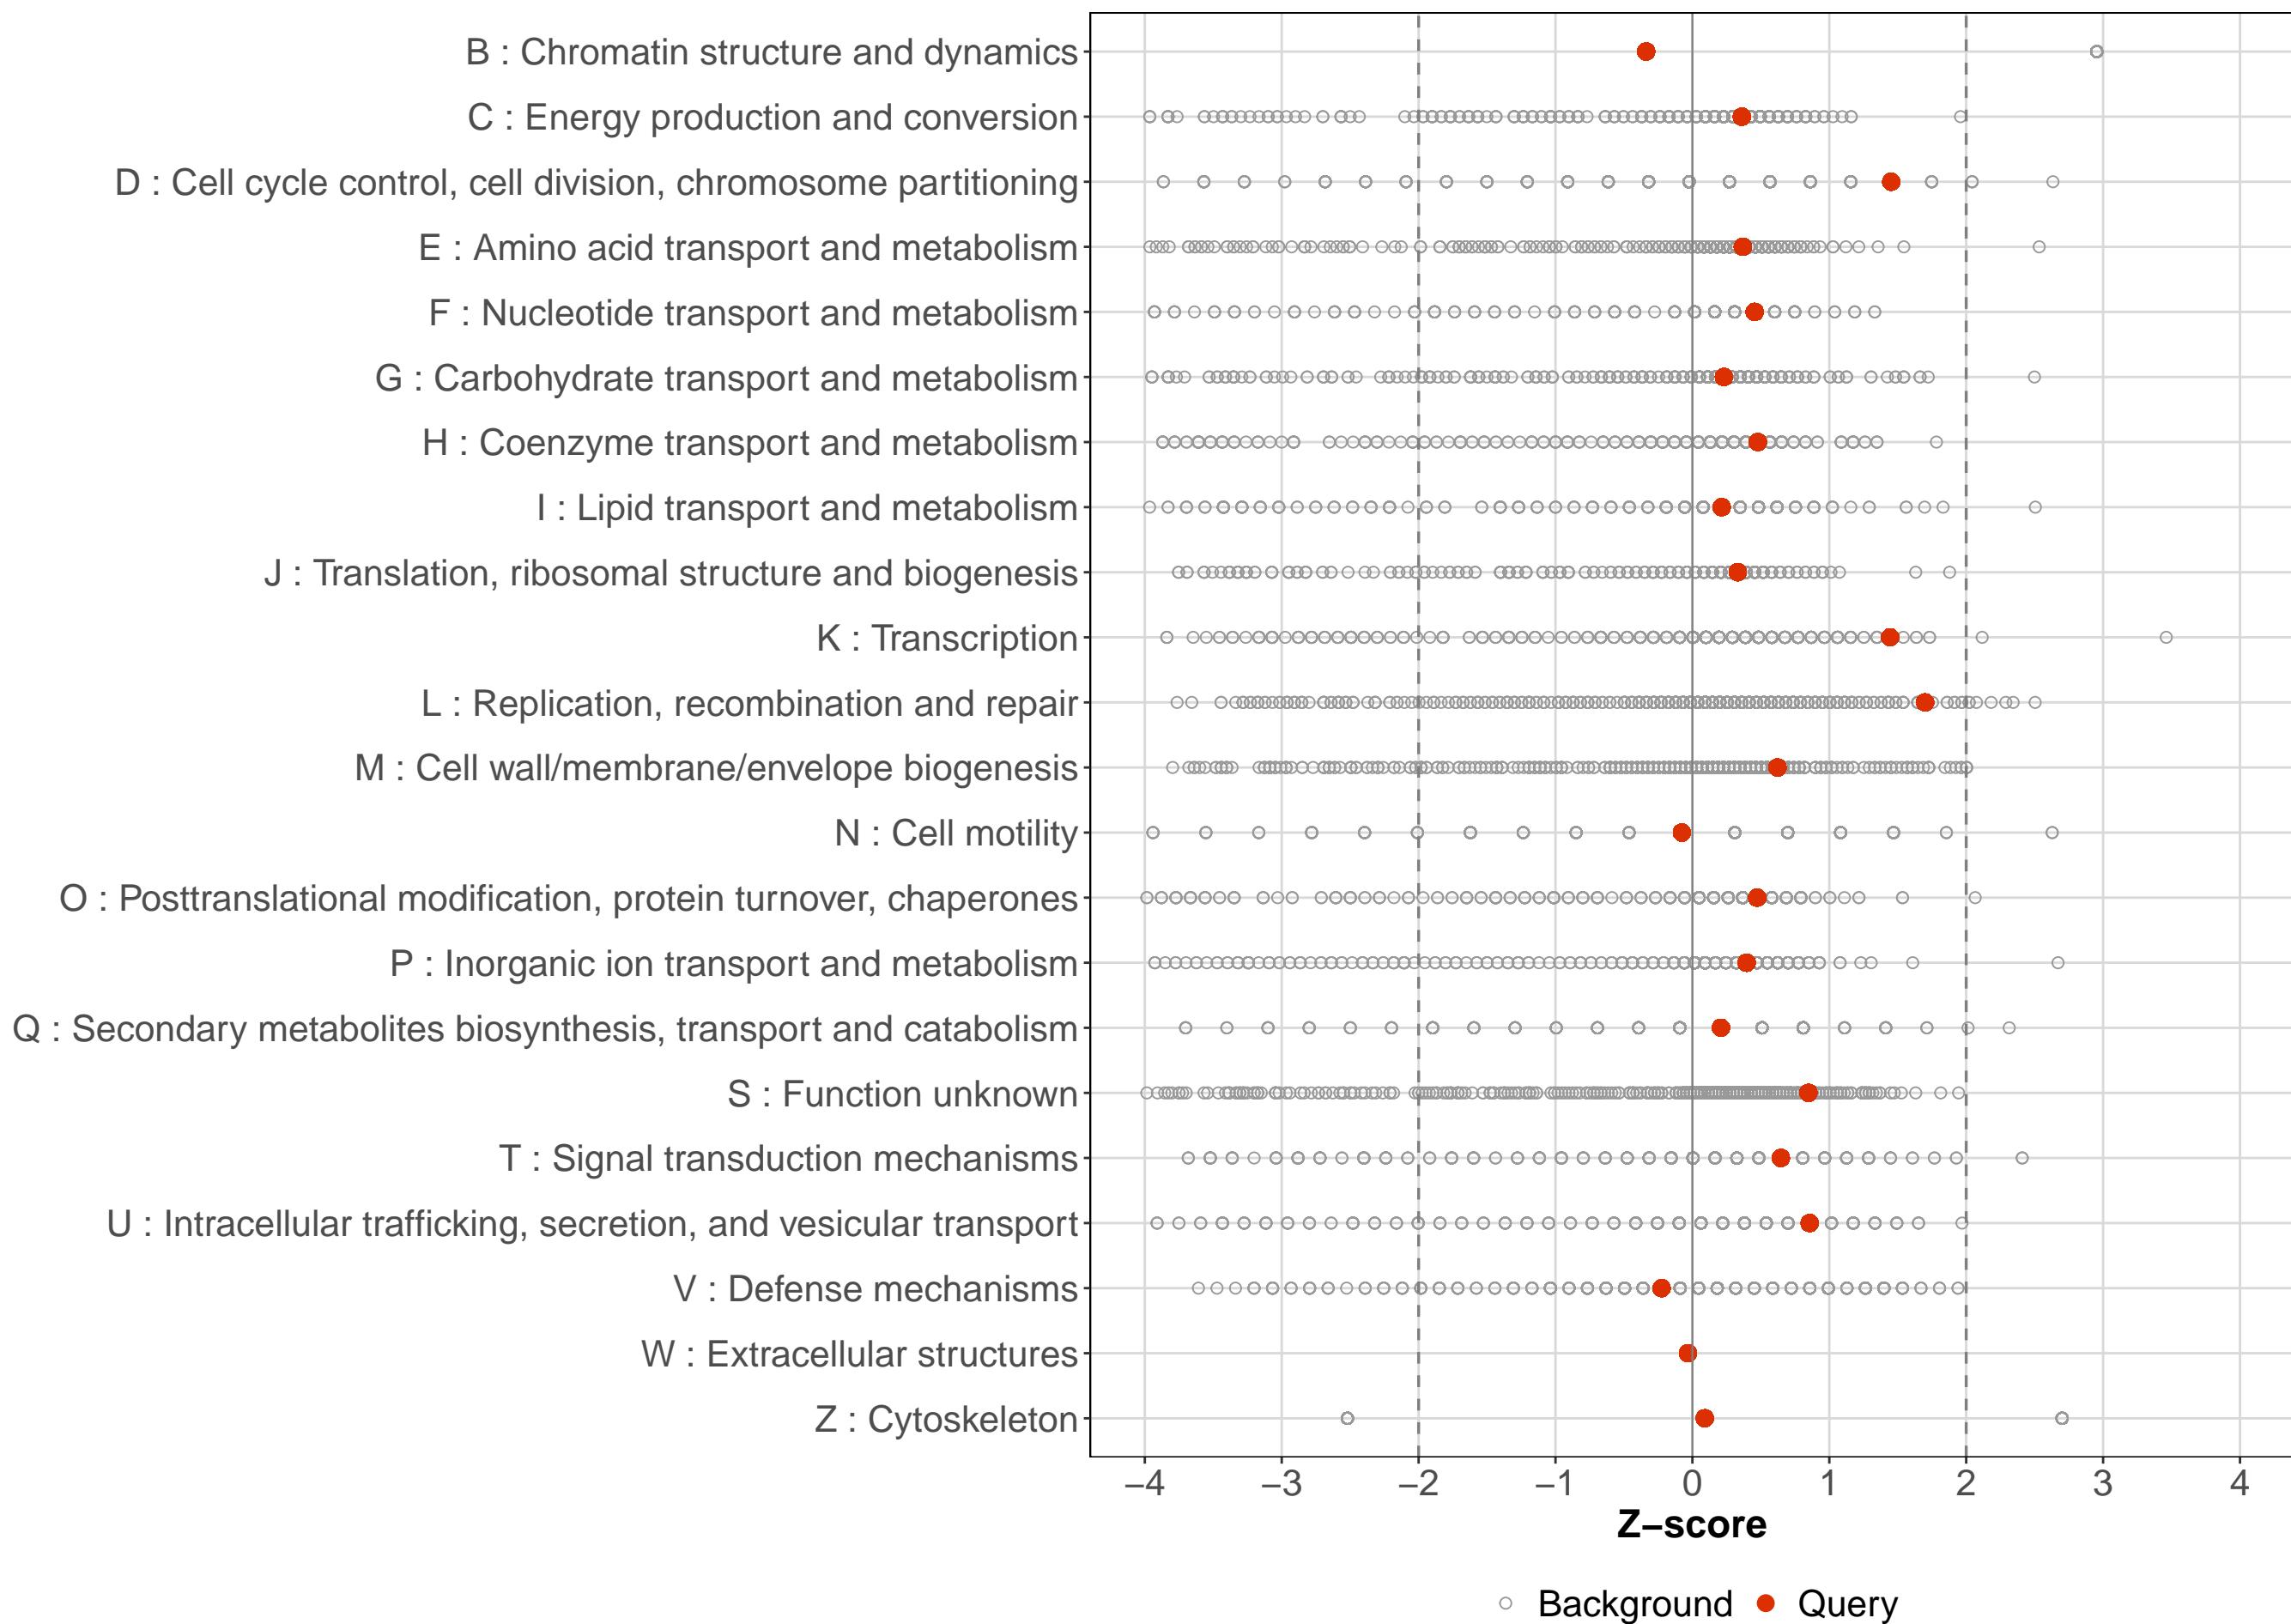 B : Chromatin structure and dynamics
C : Energy production and conversion
D : Cell cycle control, cell division, chromosome partitioning
E : Amino acid transport and metabolism
F : Nucleotide transport and metabolism
G : Carbohydrate transport and metabolism
H : Coenzyme transport and metabolism
I : Lipid transport and metabolism
J : Translation, ribosomal structure and biogenesis
K : Transcription
L : Replication, recombination and repair
M : Cell wall/membrane/envelope biogenesis
N : Cell motility
O : Posttranslational modification, protein turnover, chaperones
P : Inorganic ion transport and metabolism
Q : Secondary metabolites biosynthesis, transport and catabolism
S : Function unknown
T : Signal transduction mechanisms
U : Intracellular trafficking, secretion, and vesicular transport
V : Defense mechanisms
W : Extracellular structures
Z : Cytoskeleton
−4 −3 −2 −1 0 1 2 3 4
Z−score
Background Query